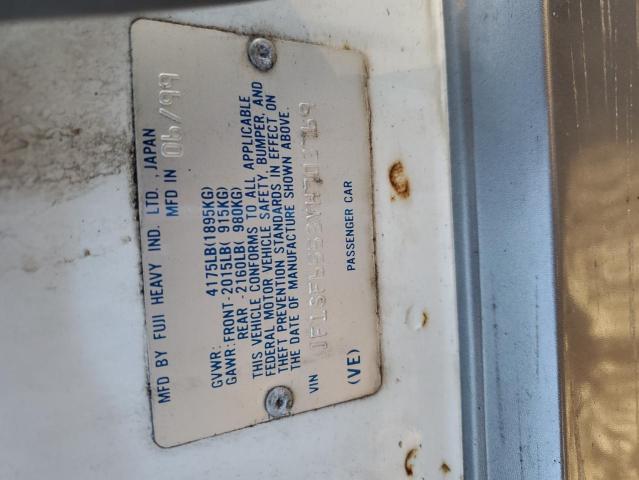 MFD BY FUJI HEAVY IND. LTD. ,JAPAN
MFD IN 06/99
GVWR: 4175LB(1895KG)
GAWR:FRONT-2015LB( 915KG)
REAR -2160LB( 980KG)
THIS VEHICLE CONFORMS TO ALL APPLICABLE
FEDERAL MOTOR VEHICLE SAFETY, BUMPER, AND
THEFT PREVENTION STANDARDS IN EFFECT ON
THE DATE OF MANUFACTURE SHOWN ABOVE.
VIN
(VE) PASSENGER CAR